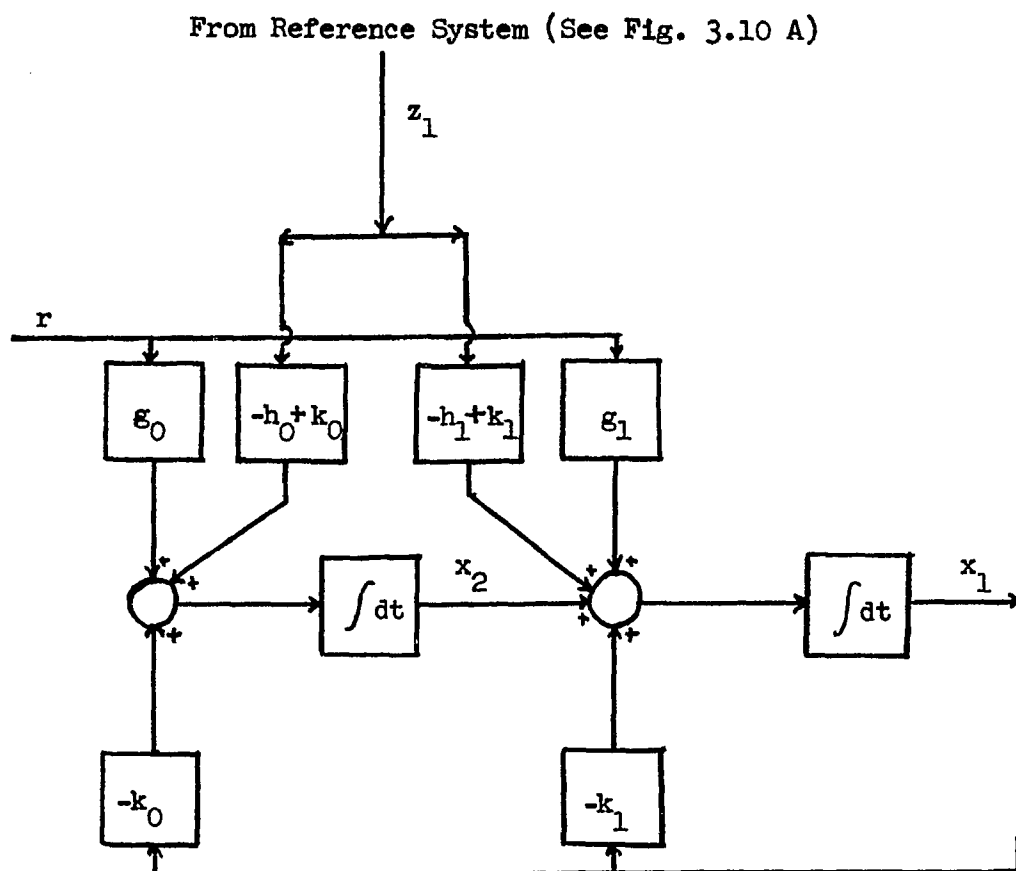 From Reference System (See Fig. 3.10 A)
z₁
r
g₀
-h₀+k₀
-h₁+k₁
g₁
+
+
+
+
x₂
+
+
x₁
∫dt
∫dt
+
+
-k₀
-k₁